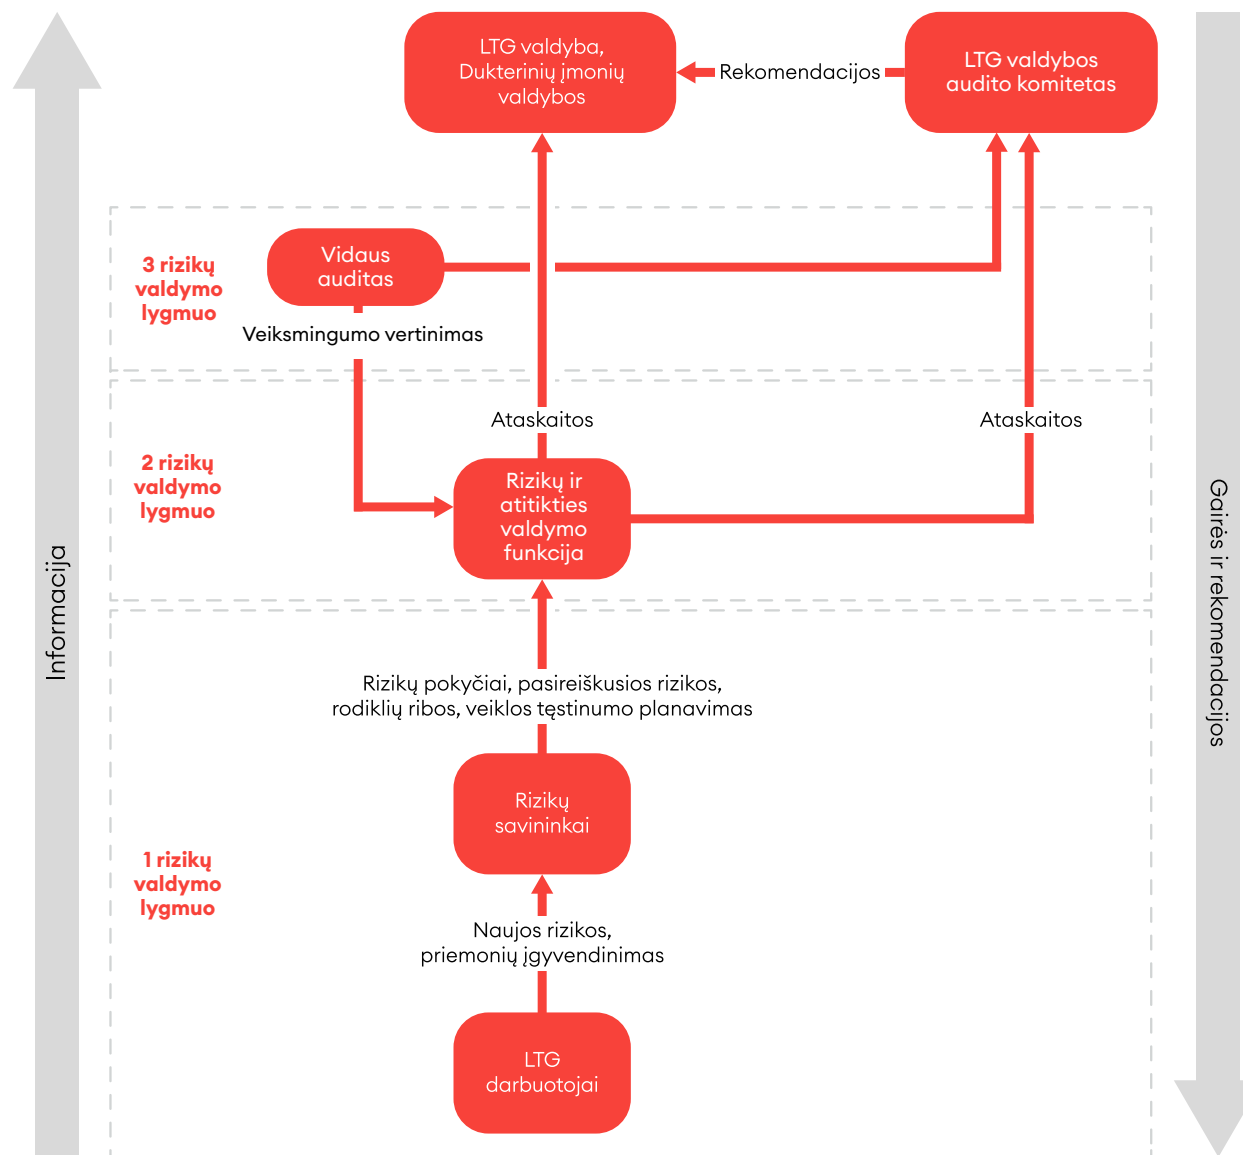 LTG valdyba,
Dukterinių įmonių
valdybos
Rekomendacijos
LTG valdybos
audito komitetas
3 rizikų
valdymo
lygmuo
Vidaus
auditas
Veiksmingumo vertinimas
Ataskaitos
Ataskaitos
2 rizikų
valdymo
lygmuo
Rizikų ir
atitikties
valdymo
funkcija
Informacija
Gairės ir rekomendacijos
Rizikų pokyčiai, pasireiškusios rizikos,
rodiklių ribos, veiklos tęstinumo planavimas
1 rizikų
valdymo
lygmuo
Rizikų
savininkai
Naujos rizikos,
priemonių įgyvendinimas
LTG
darbuotojai